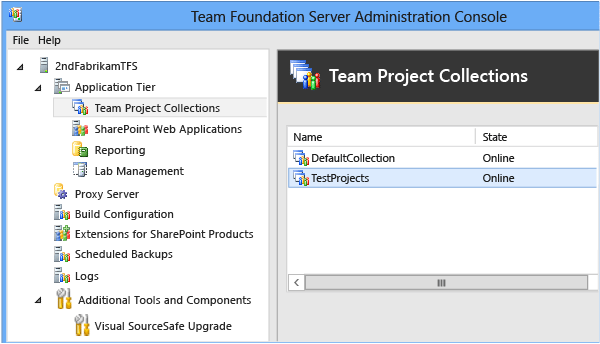 Team Foundation Server Administration Console
File Help
2ndFabrikamTFS
Application Tier
Team Project Collections
SharePoint Web Applications
Reporting
Lab Management
Proxy Server
Build Configuration
Extensions for SharePoint Products
Scheduled Backups
Logs
Additional Tools and Components
Visual SourceSafe Upgrade
Team Project Collections
Name State
DefaultCollection Online
TestProjects Online